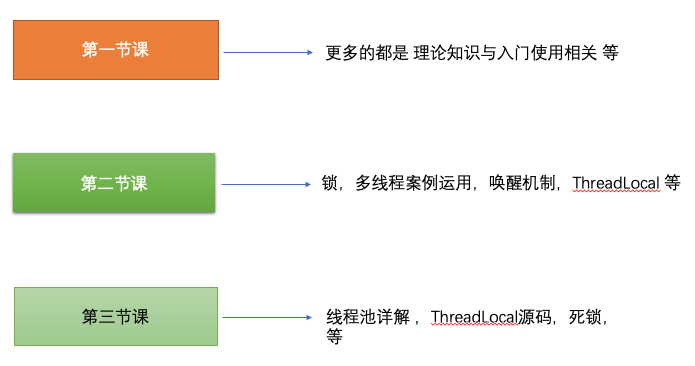 第一节课
更多的都是 理论知识与入门使用相关 等
第二节课
锁，多线程案例运用，唤醒机制，ThreadLocal 等
第三节课
线程池详解 ，ThreadLocal源码，死锁，
等